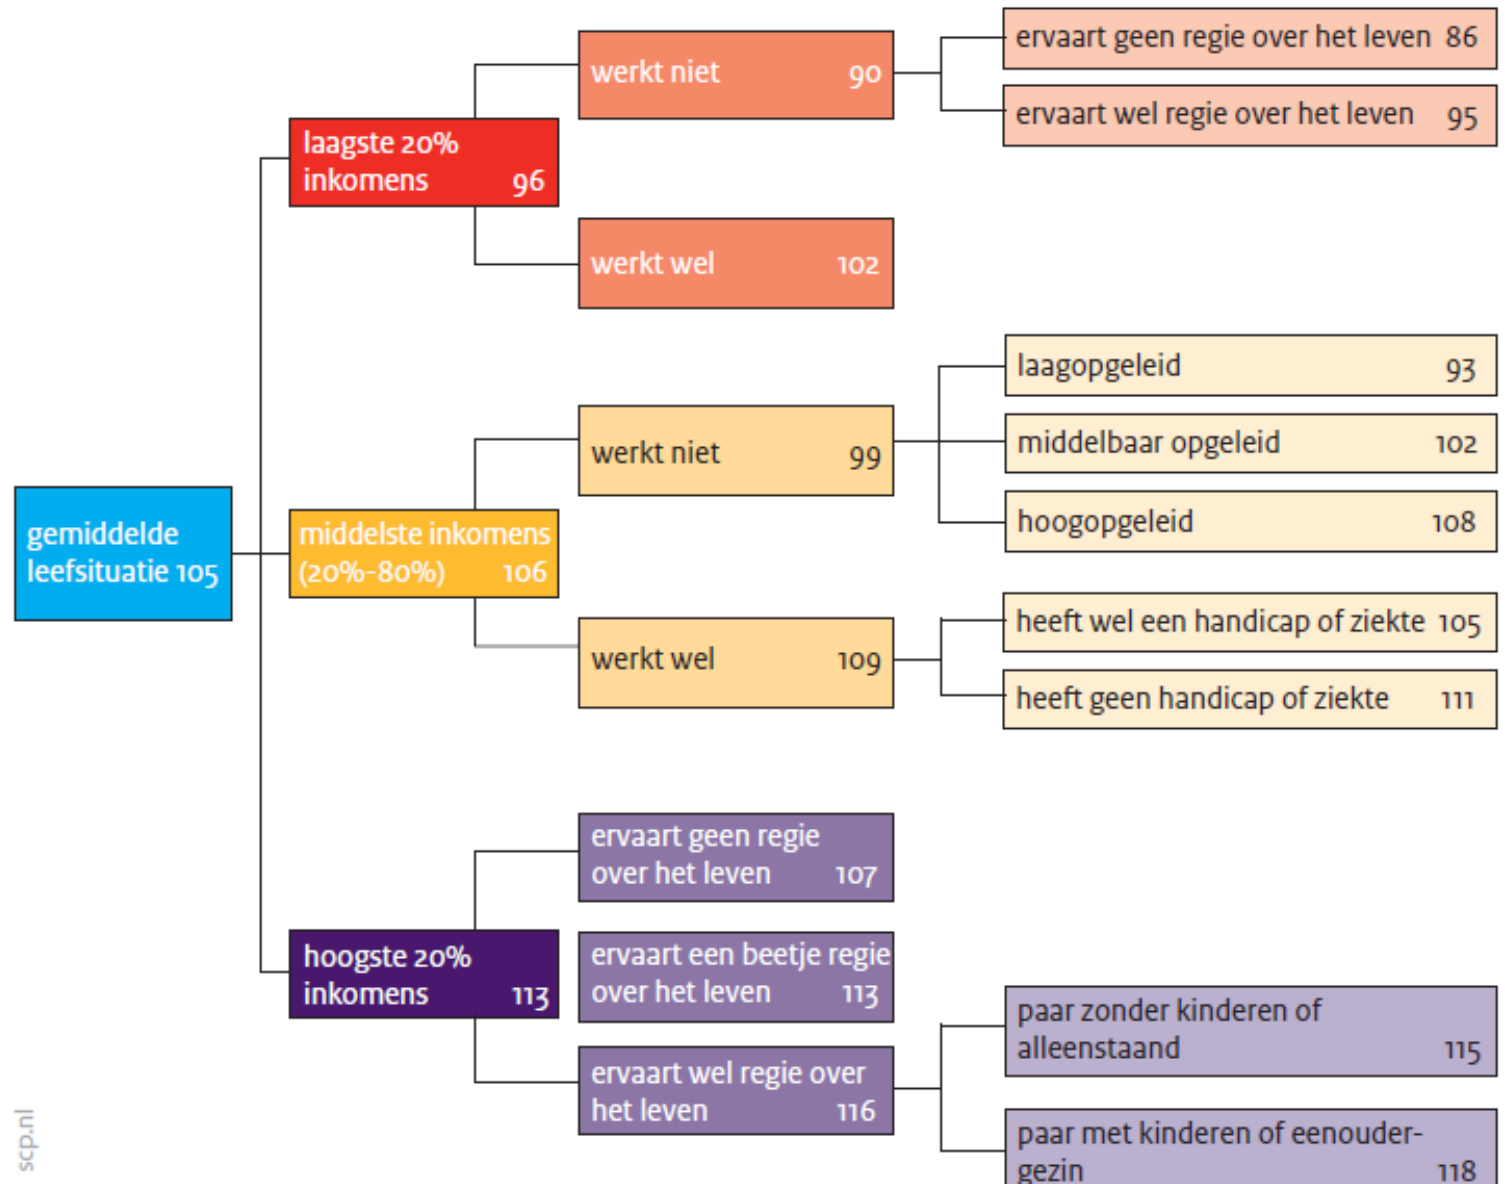 ervaart geen regie over het leven 86
werkt niet 90
ervaart wel regie over het leven 95
laagste 20%
inkomens 96
werkt wel 102
laagopgeleid 93
werkt niet 99
middelbaar opgeleid 102
hoogopgeleid 108
gemiddelde
leefsituatie 105
middelste inkomens
(20%-80%) 106
heeft wel een handicap of ziekte 105
werkt wel 109
heeft geen handicap of ziekte 111
ervaart geen regie
over het leven 107
hoogste 20%
inkomens 113
ervaart een beetje regie
over het leven 113
paar zonder kinderen of
alleenstaand 115
ervaart wel regie over
het leven 116
paar met kinderen of eenouder-
gezin 118
scp.nl